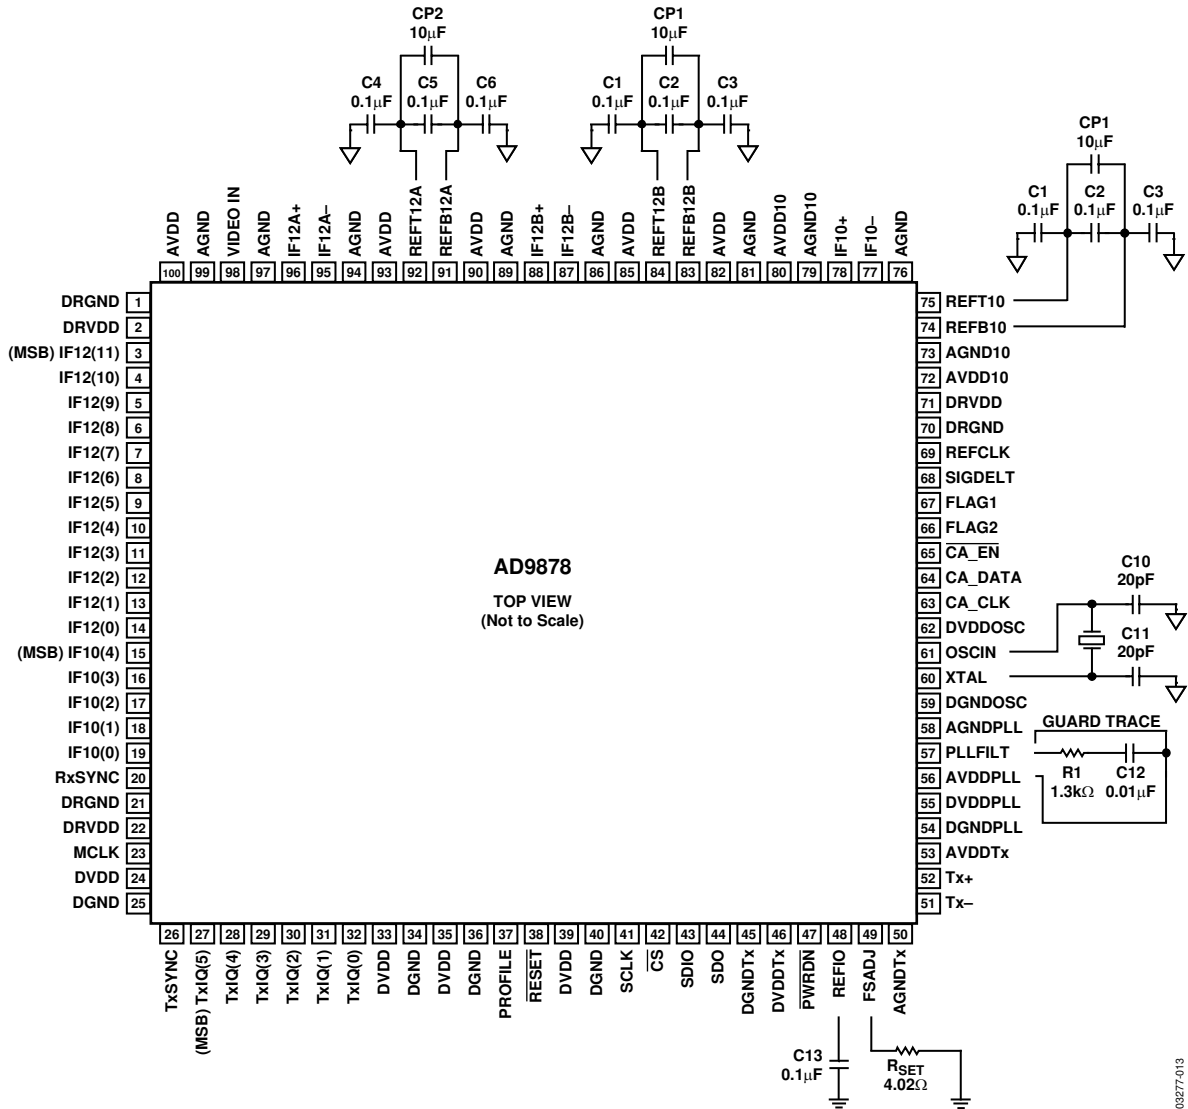 CP2
10μF
C4 C5 C6
0.1μF 0.1μF 0.1μF
CP1
10μF
C1 C2 C3
0.1μF 0.1μF 0.1μF
CP1
10μF
C1 C2 C3
0.1μF 0.1μF 0.1μF
AVDD
AGND
VIDEO IN
AGND
IF12A+
IF12A–
AGND
AVDD
REFT12A
REFB12A
AVDD
AGND
IF12B+
IF12B–
AGND
AVDD
REFT12B
REFB12B
AVDD
AGND
AVDD10
AGND10
IF10+
IF10–
AGND
100 99 98 97 96 95 94 93 92 91 90 89 88 87 86 85 84 83 82 81 80 79 78 77 76
DRGND 1
DRVDD 2
(MSB) IF12(11) 3
IF12(10) 4
IF12(9) 5
IF12(8) 6
IF12(7) 7
IF12(6) 8
IF12(5) 9
IF12(4) 10
IF12(3) 11
IF12(2) 12
IF12(1) 13
IF12(0) 14
(MSB) IF10(4) 15
IF10(3) 16
IF10(2) 17
IF10(1) 18
IF10(0) 19
RxSYNC 20
DRGND 21
DRVDD 22
MCLK 23
DVDD 24
DGND 25
AD9878
TOP VIEW
(Not to Scale)
75 REFT10
74 REFB10
73 AGND10
72 AVDD10
71 DRVDD
70 DRGND
69 REFCLK
68 SIGDELT
67 FLAG1
66 FLAG2
65 CA_EN
64 CA_DATA
63 CA_CLK
62 DVDDOSC
61 OSCIN
60 XTAL
59 DGNDOSC
58 AGNDPLL
57 PLLFILT
56 AVDDPLL
55 DVDDPLL
54 DGNDPLL
53 AVDDTx
52 Tx+
51 Tx–
C10
20pF
C11
20pF
GUARD TRACE
R1 C12
1.3kΩ 0.01μF
26 27 28 29 30 31 32 33 34 35 36 37 38 39 40 41 42 43 44 45 46 47 48 49 50
TxSYNC
(MSB) TxIQ(5)
TxIQ(4)
TxIQ(3)
TxIQ(2)
TxIQ(1)
TxIQ(0)
DVDD
DGND
DVDD
DGND
PROFILE
RESET
DVDD
DGND
SCLK
CS
SDIO
SDO
DGNDTx
DVDDTx
PWRDN
REFIO
FSADJ
AGNDTx
C13
0.1μF
RSET
4.02Ω
03277-013